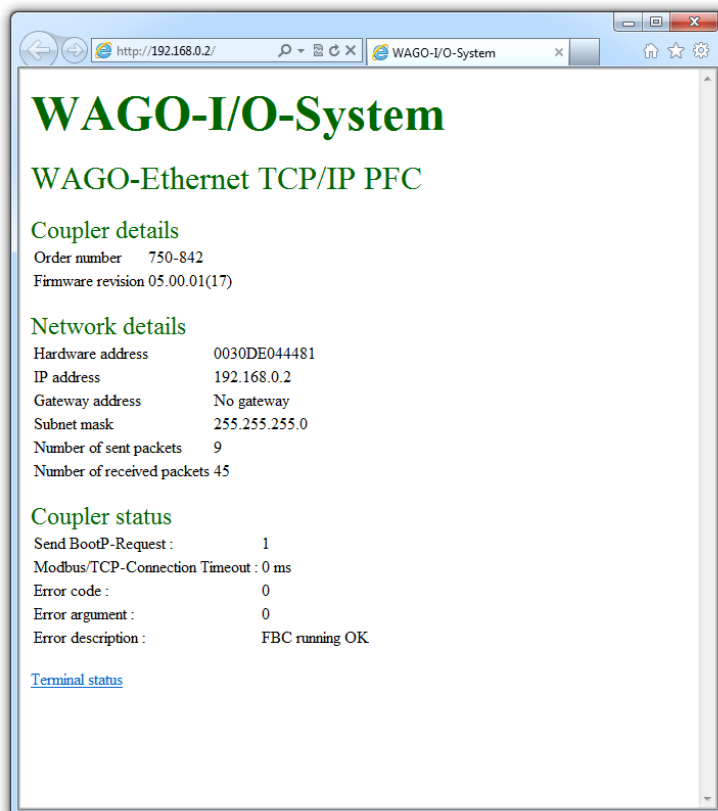 http://192.168.0.2/
WAGO-I/O-System
WAGO-I/O-System
WAGO-Ethernet TCP/IP PFC
Coupler details
Order number 750-842
Firmware revision 05.00.01(17)
Network details
Hardware address 0030DE044481
IP address 192.168.0.2
Gateway address No gateway
Subnet mask 255.255.255.0
Number of sent packets 9
Number of received packets 45
Coupler status
Send BootP-Request : 1
Modbus/TCP-Connection Timeout : 0 ms
Error code : 0
Error argument : 0
Error description : FBC running OK
Terminal status